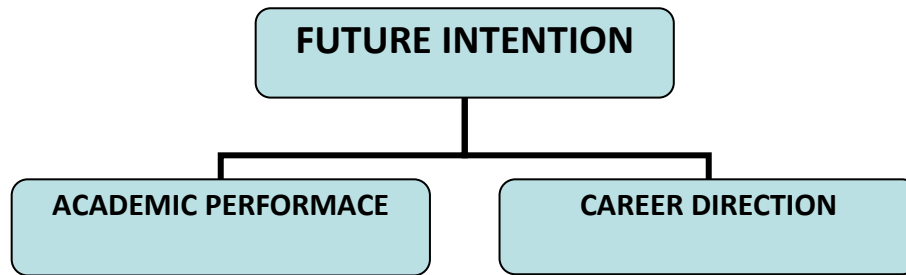 FUTURE INTENTION
ACADEMIC PERFORMACE
CAREER DIRECTION